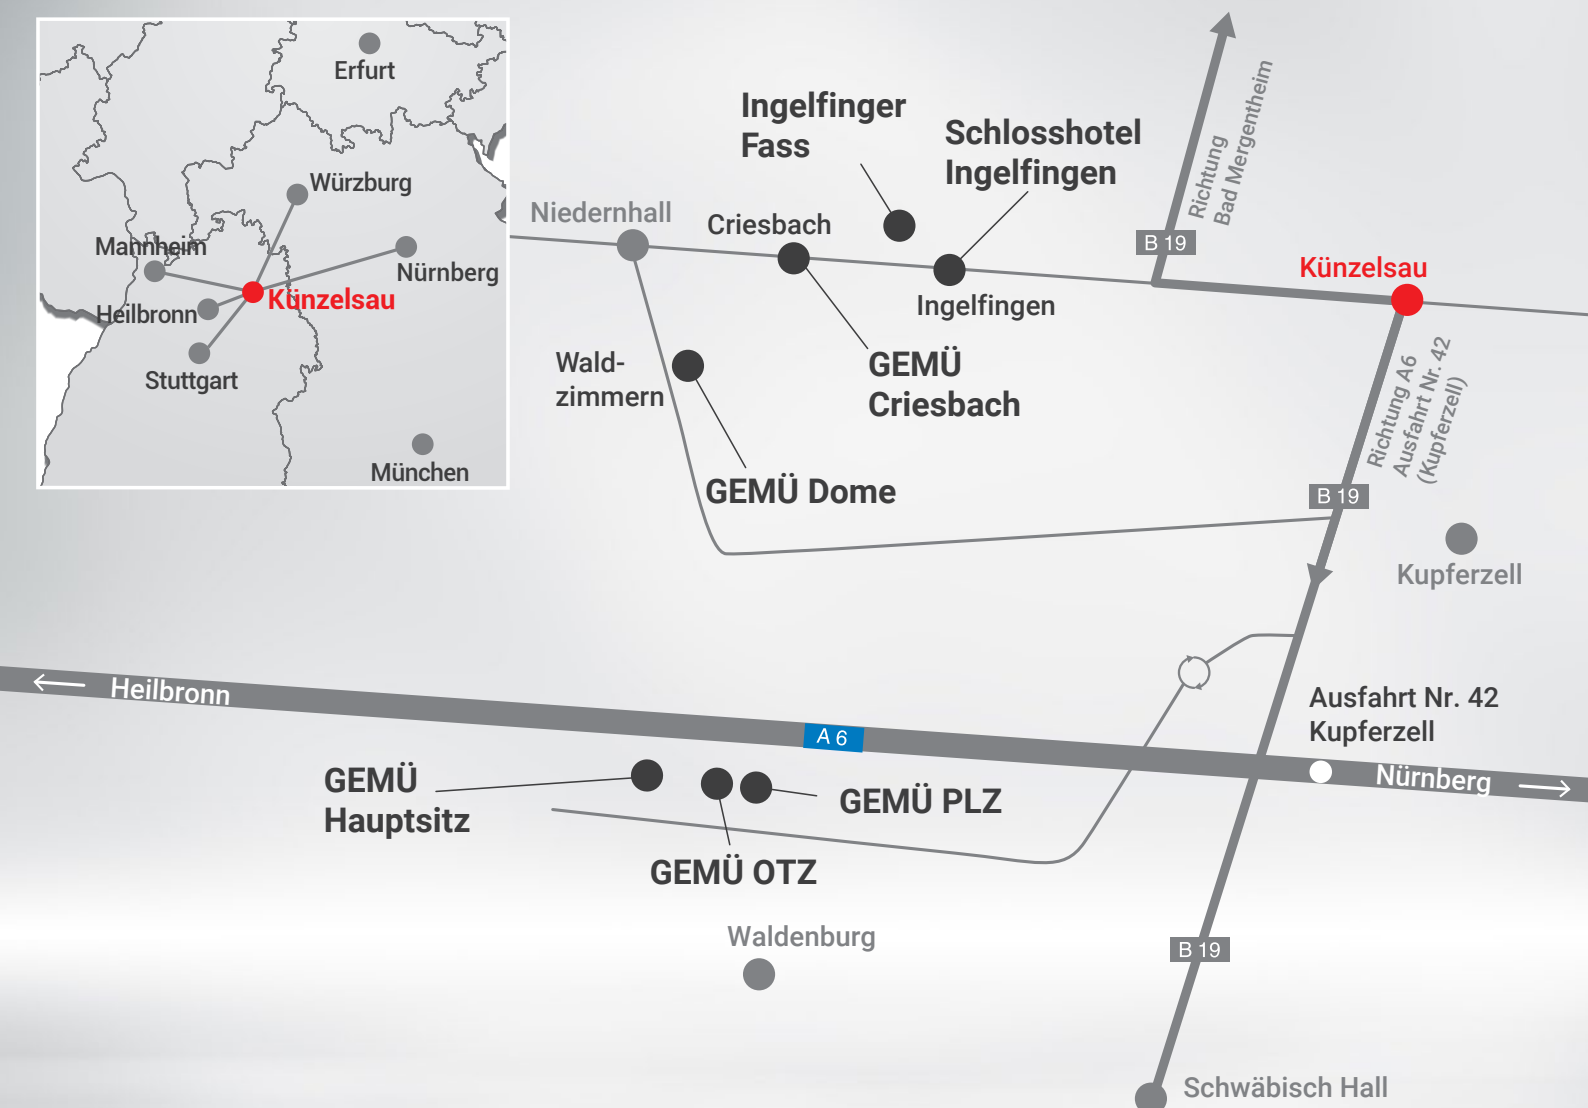 Erfurt
Würzburg
Mannheim
Nürnberg
Künzelsau
Heilbronn
Stuttgart
München
Ingelfinger
Fass
Schlosshotel
Ingelfingen
Richtung
Bad Mergentheim
Niedernhall
Criesbach
B 19
Künzelsau
Ingelfingen
Wald-
zimmern
GEMÜ
Criesbach
Richtung A6
Ausfahrt Nr. 42
(Kupferzell)
GEMÜ Dome
B 19
Kupferzell
Heilbronn
A 6
Ausfahrt Nr. 42
Kupferzell
Nürnberg
GEMÜ
Hauptsitz
GEMÜ PLZ
GEMÜ OTZ
Waldenburg
B 19
Schwäbisch Hall